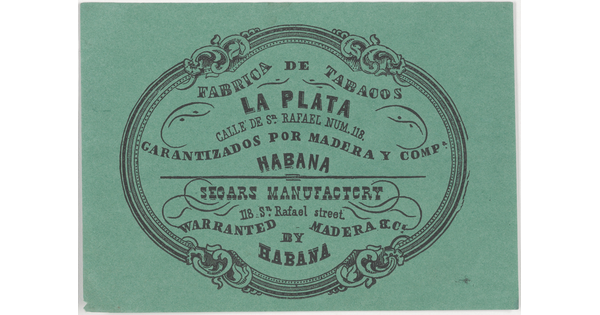 FABRICA DE TABACOS
LA PLATA
CALLE DE Sn. RAFAEL NUM. 118.
GARANTIZADOS POR MADERA Y COMPa.
HABANA
SEGARS MANUFACTORY
118. Sn. Rafael street.
WARRANTED MADERA & Co.
BY
HABANA